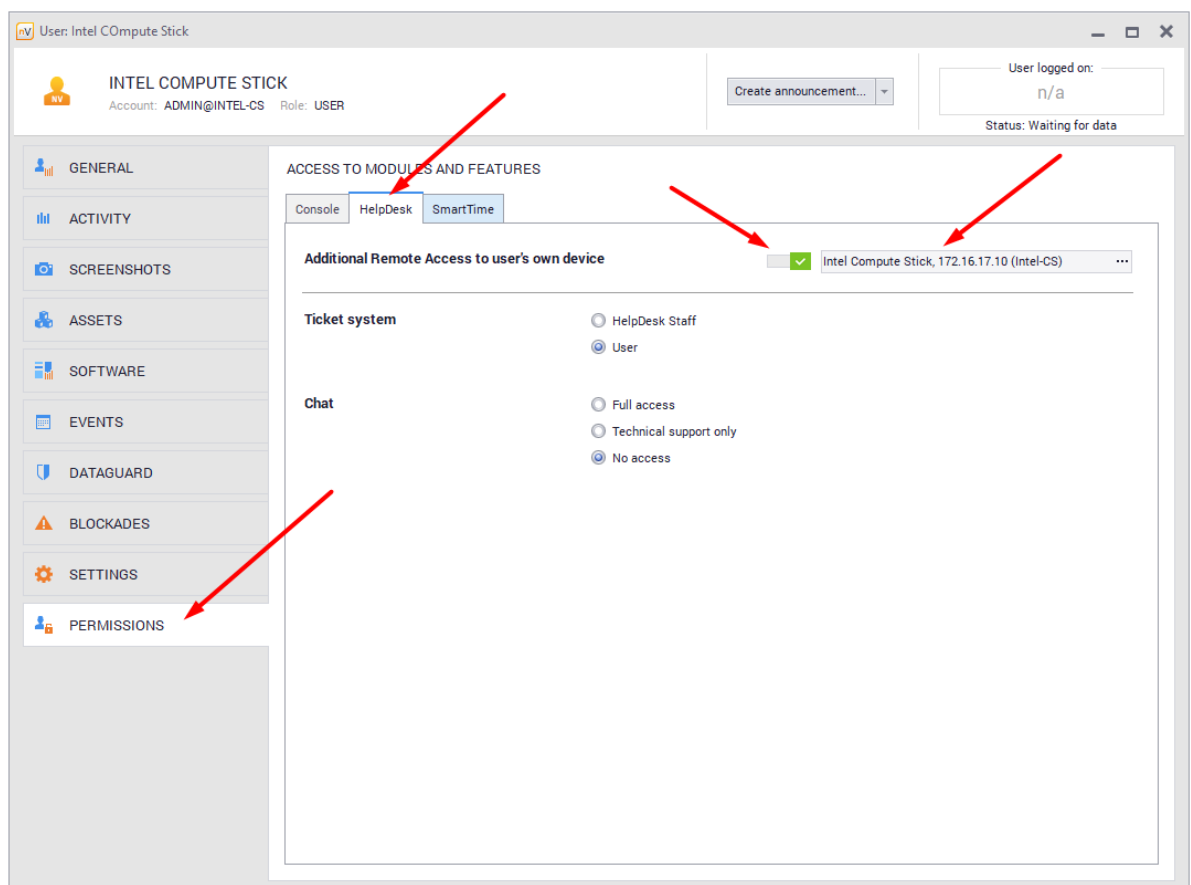 nV User: Intel COmpute Stick
NV
INTEL COMPUTE STICK
Account: ADMIN@INTEL-CS Role: USER
Create announcement...
User logged on:
n/a
Status: Waiting for data
GENERAL
ACTIVITY
SCREENSHOTS
ASSETS
SOFTWARE
EVENTS
DATAGUARD
BLOCKADES
SETTINGS
PERMISSIONS
ACCESS TO MODULES AND FEATURES
Console HelpDesk SmartTime
Additional Remote Access to user's own device
Intel Compute Stick, 172.16.17.10 (Intel-CS) ...
Ticket system
HelpDesk Staff
User
Chat
Full access
Technical support only
No access